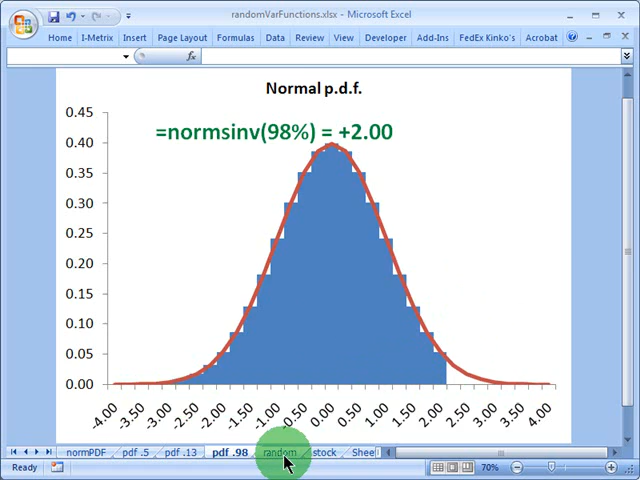 randomVarFunctions.xlsx - Microsoft Excel
Home I-Metrix Insert Page Layout Formulas Data Review View Developer Add-Ins FedEx Kinko's Acrobat
fx
Normal p.d.f.
=normsinv(98%) = +2.00
0.45
0.40
0.35
0.30
0.25
0.20
0.15
0.10
0.05
0.00
-4.00 -3.50 -3.00 -2.50 -2.00 -1.50 -1.00 -0.50 0.00 0.50 1.00 1.50 2.00 2.50 3.00 3.50 4.00
normPDF pdf .5 pdf .13 pdf .98 random stock Shee
Ready 70%